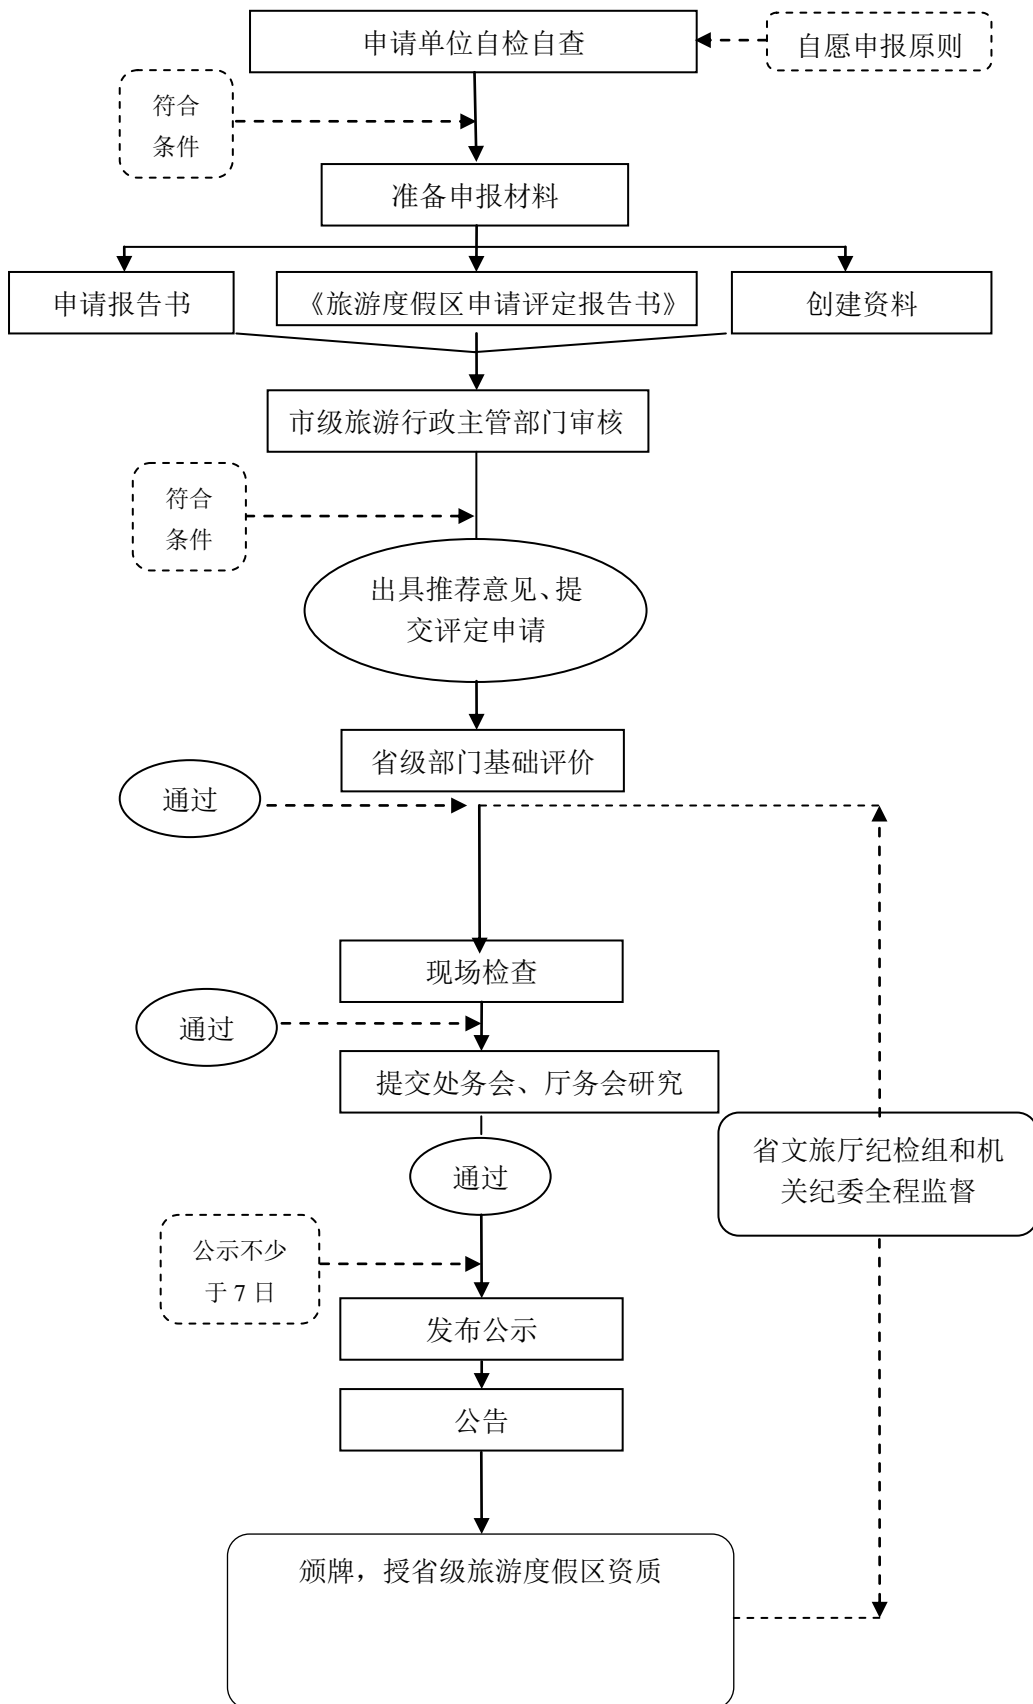 申请单位自检自查
自愿申报原则
符合
条件
准备申报材料
申请报告书
《旅游度假区申请评定报告书》
创建资料
市级旅游行政主管部门审核
符合
条件
出具推荐意见、提
交评定申请
省级部门基础评价
通过
现场检查
通过
提交处务会、厅务会研究
省文旅厅纪检组和机
关纪委全程监督
通过
公示不少
于 7 日
发布公示
公告
颁牌，授省级旅游度假区资质